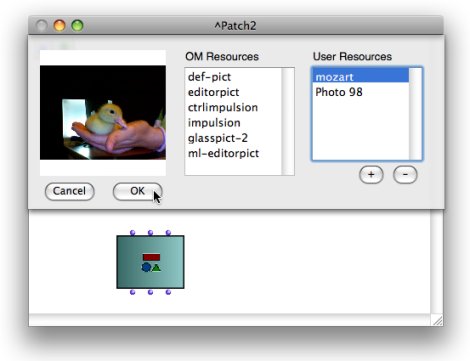 ^Patch2
OM Resources
def-pict
editorpict
ctrlimpulsion
impulsion
glasspict-2
ml-editorpict
User Resources
mozart
Photo 98
+ -
Cancel OK